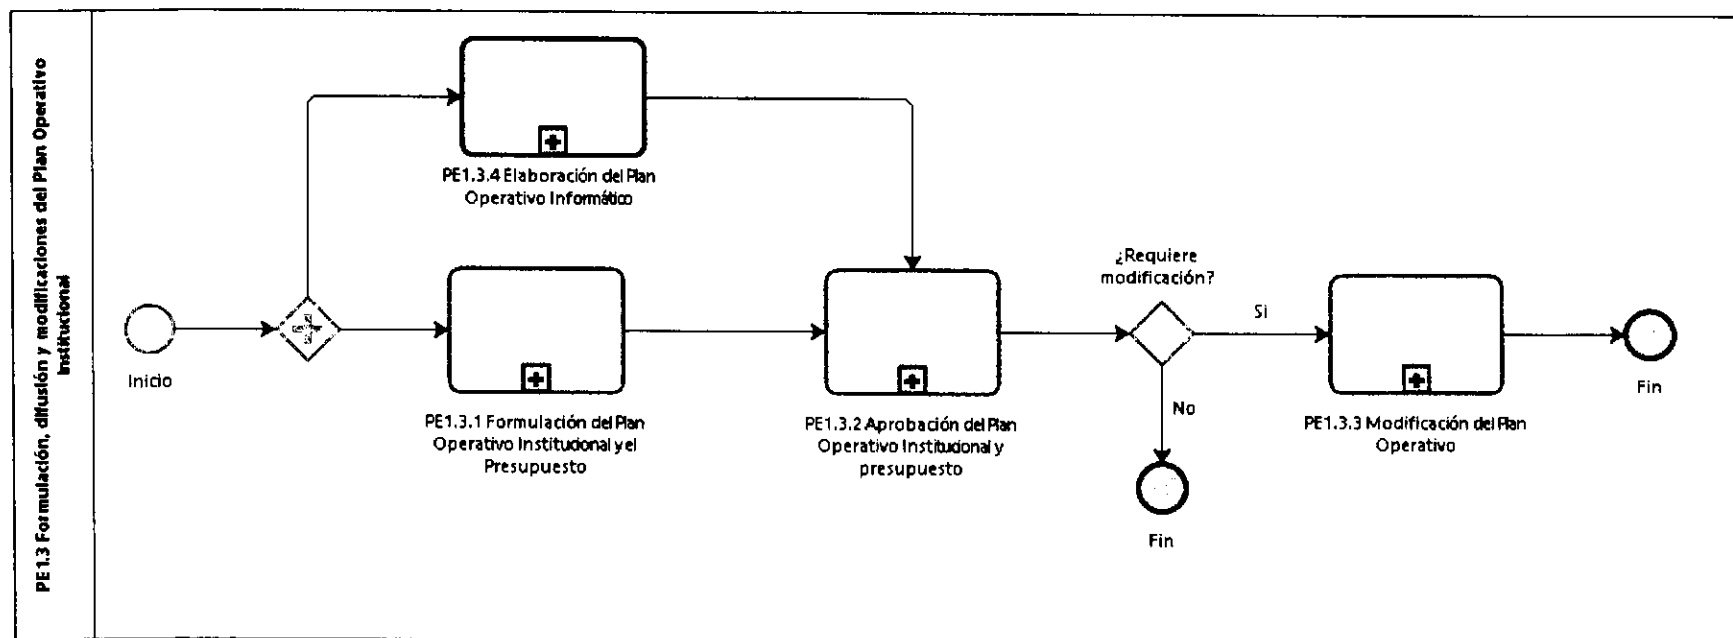 PE1.3 Formulación, difusión y modificaciones del Plan Operativo
Institucional
PE1.3.4 Elaboración del Plan
Operativo Informático
Inicio
PE1.3.1 Formulación del Plan
Operativo Institucional y el
Presupuesto
PE1.3.2 Aprobación del Plan
Operativo Institucional y
presupuesto
¿Requiere
modificación?
Si
No
Fin
PE1.3.3 Modificación del Plan
Operativo
Fin